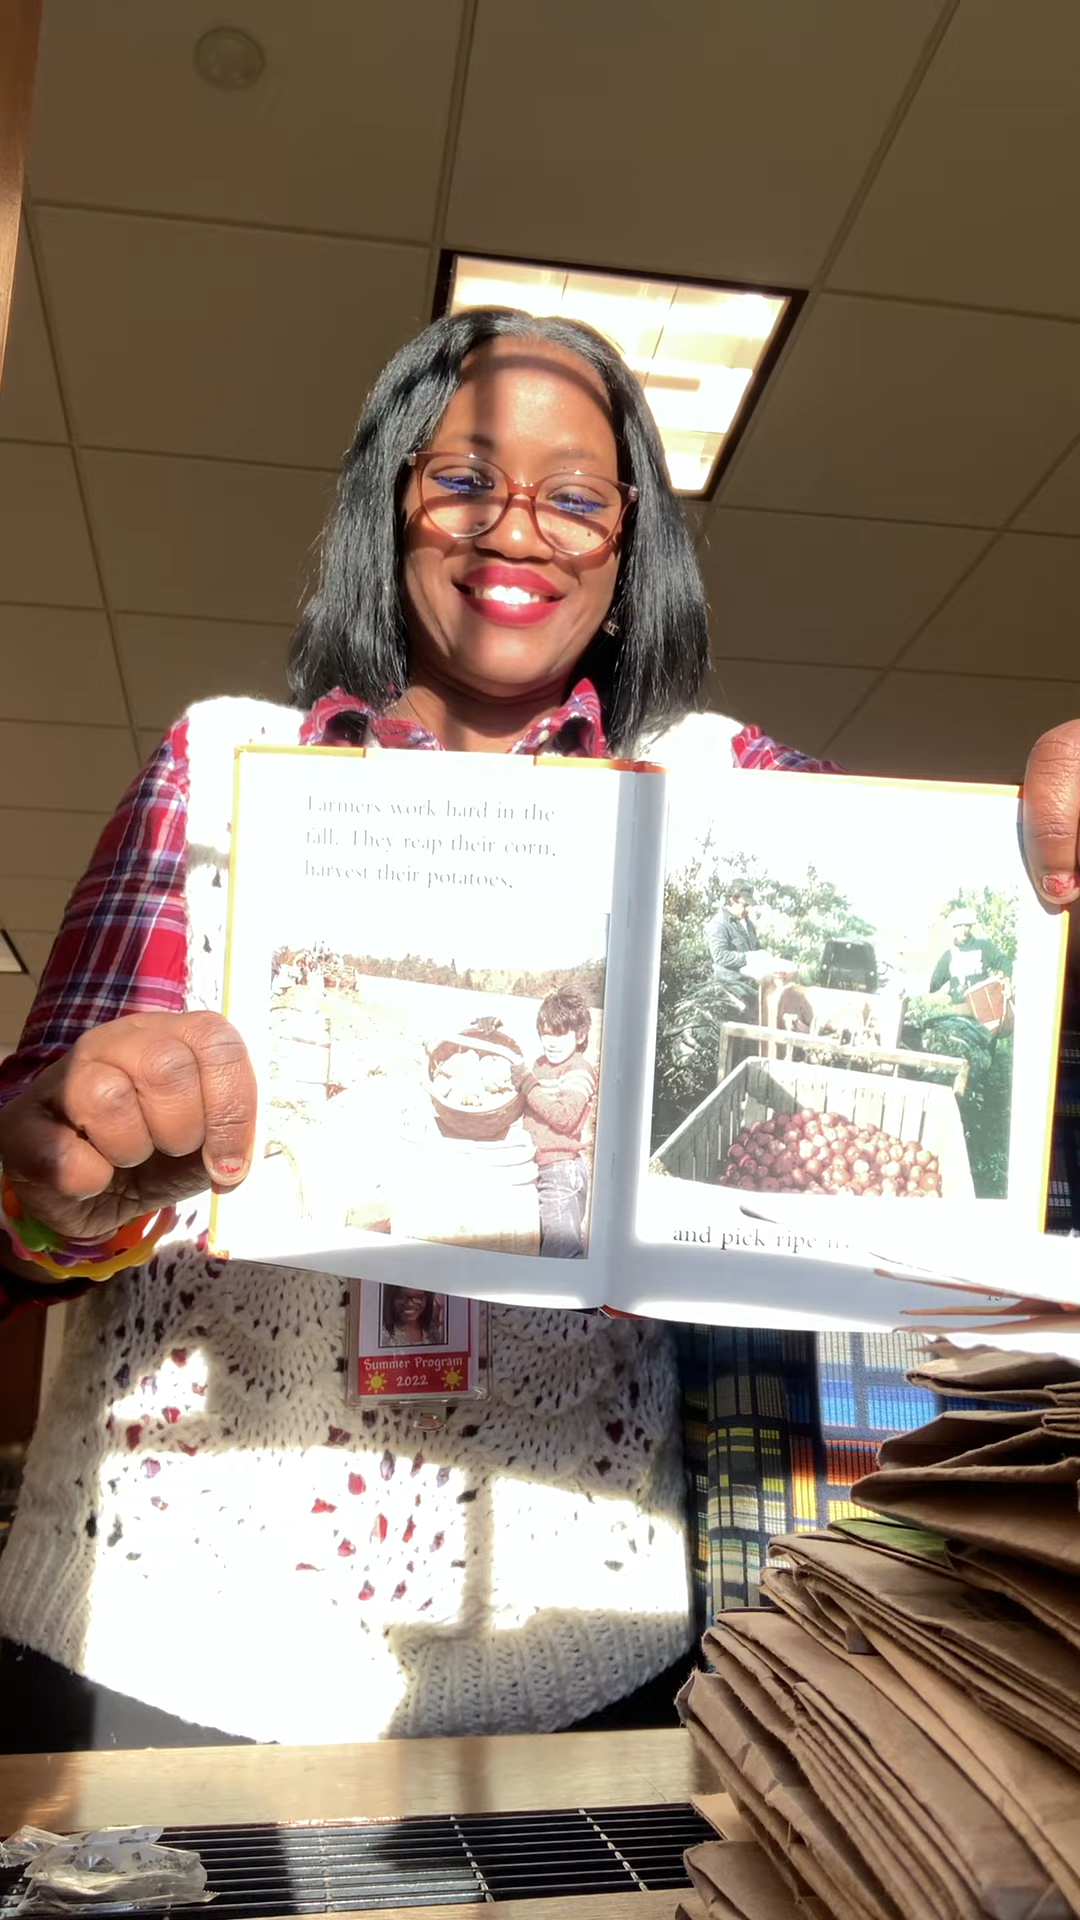 Farmers work hard in the
fall. They reap their corn,
harvest their potatoes,
and pick ripe
Summer Program
2022